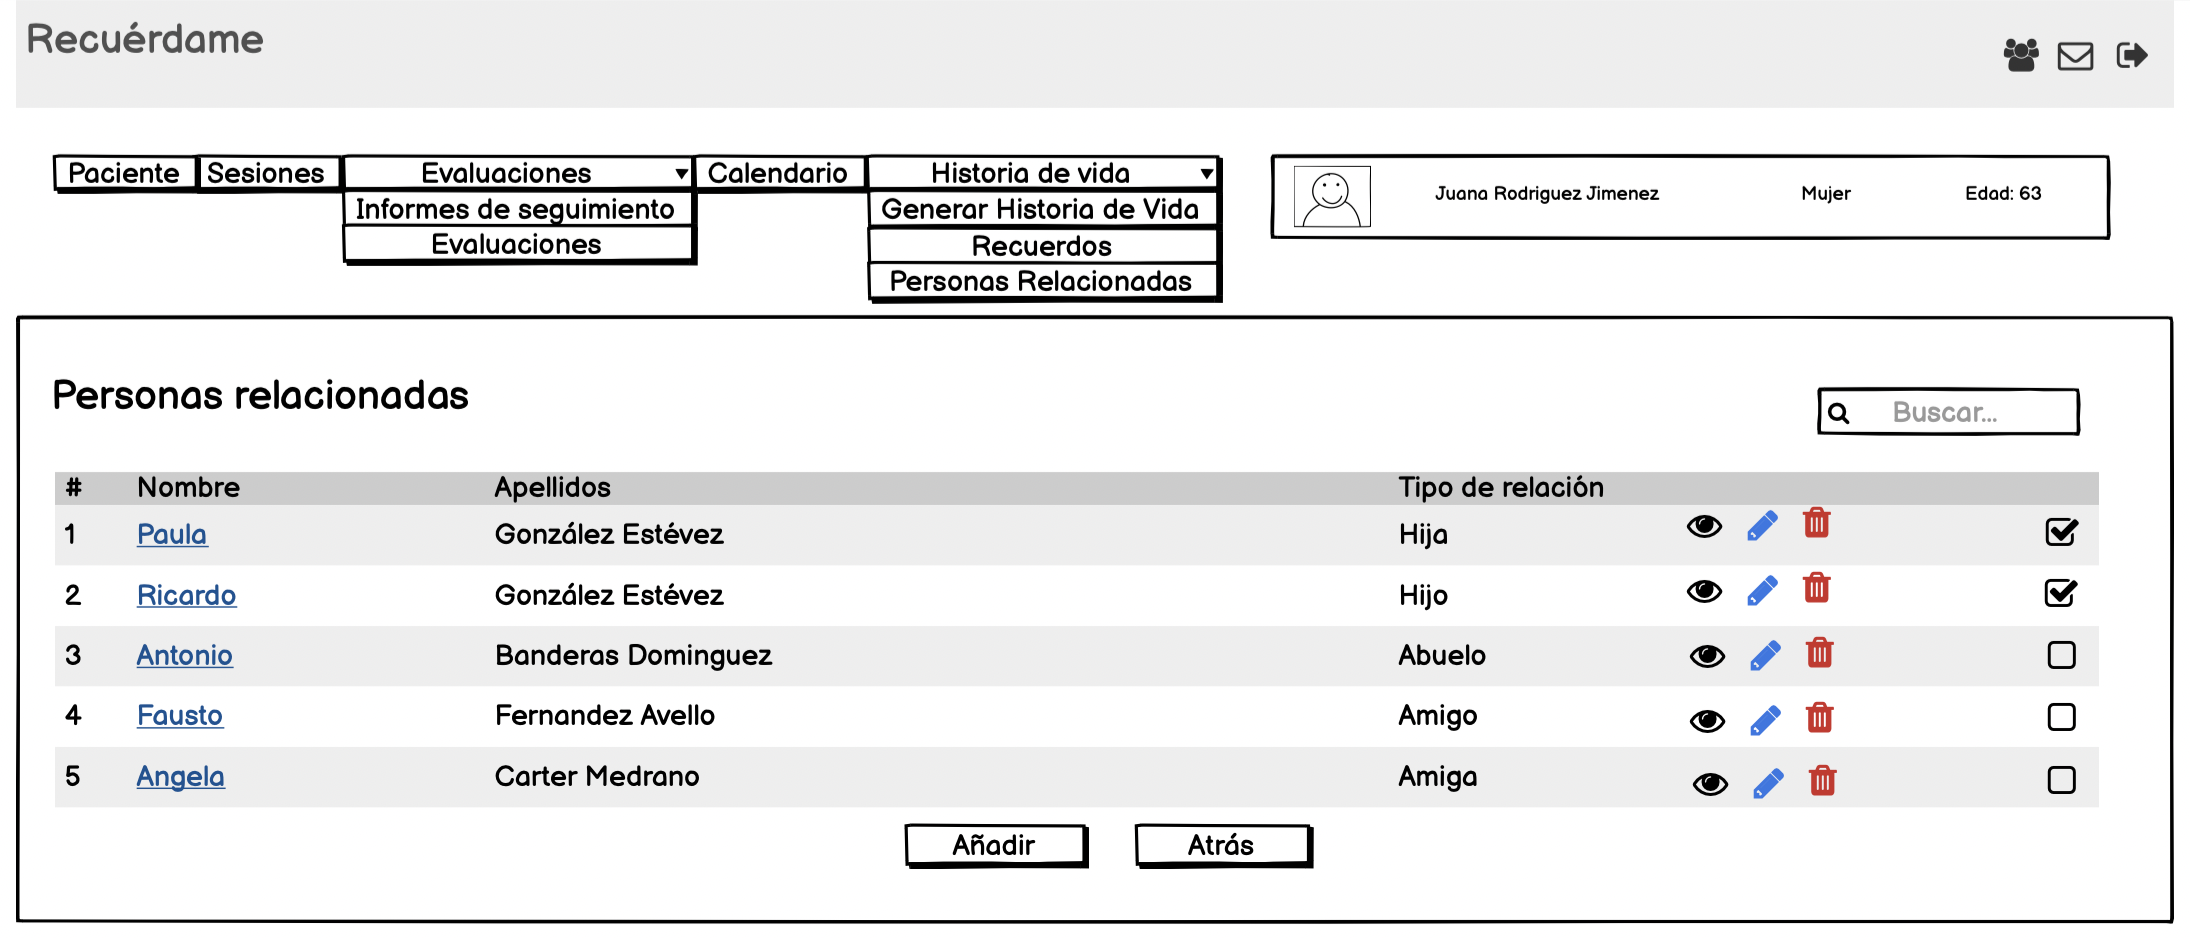 Recuérdame
Paciente Sesiones Evaluaciones Calendario Historia de vida
Informes de seguimiento
Evaluaciones
Generar Historia de Vida
Recuerdos
Personas Relacionadas
Juana Rodriguez Jimenez Mujer Edad: 63
Personas relacionadas
Buscar...
# Nombre Apellidos Tipo de relación
1 Paula González Estévez Hija
2 Ricardo González Estévez Hijo
3 Antonio Banderas Dominguez Abuelo
4 Fausto Fernandez Avello Amigo
5 Angela Carter Medrano Amiga
Añadir Atrás